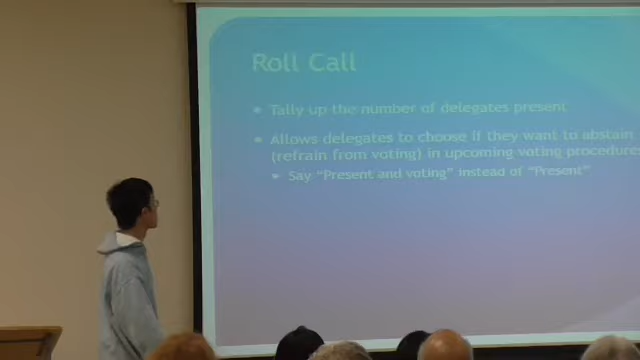 Roll Call
Tally up the number of delegates present
Allows delegates to choose if they want to abstain
(refrain from voting) in upcoming voting procedures
Say “Present and voting” instead of “Present”